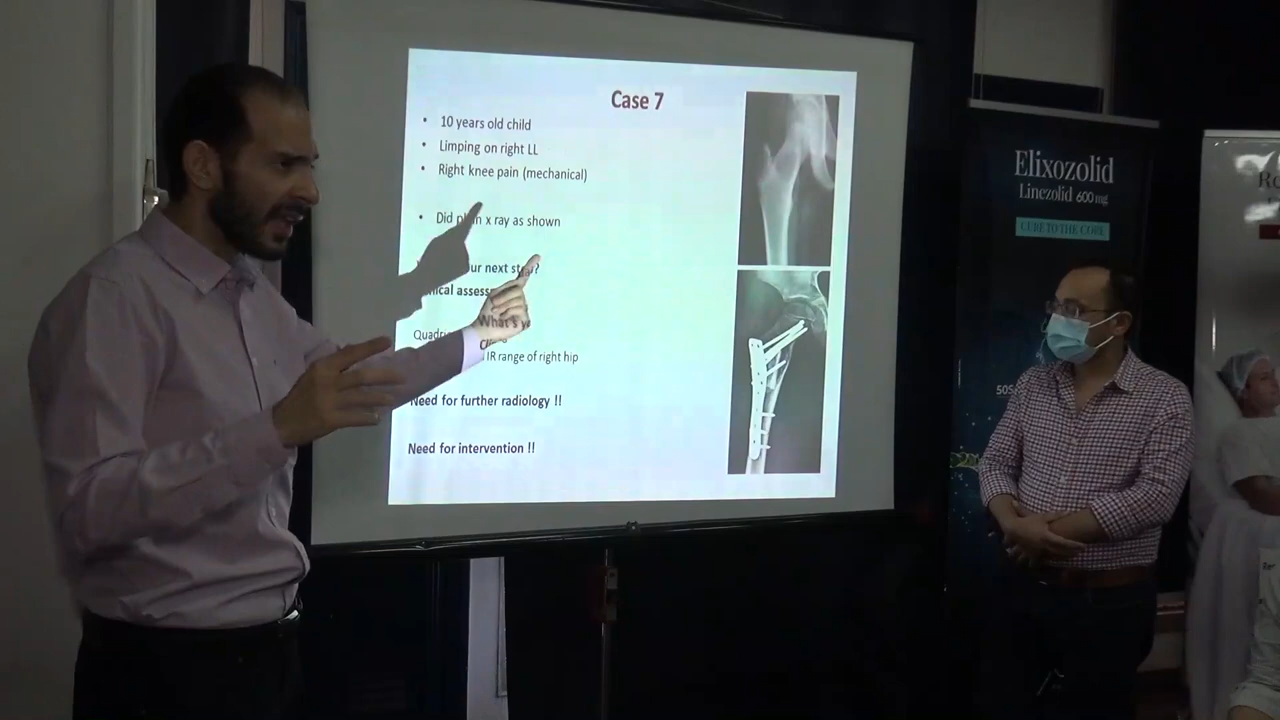 Case 7
• 10 years old child
• Limping on right LL
• Right knee pain (mechanical)
• Did x ray as shown
next
Need for further radiology !!
IR range of right hip
Need for intervention !!
What's
Elixozolid
Linezolid 600 mg
CURE TO THE CORE